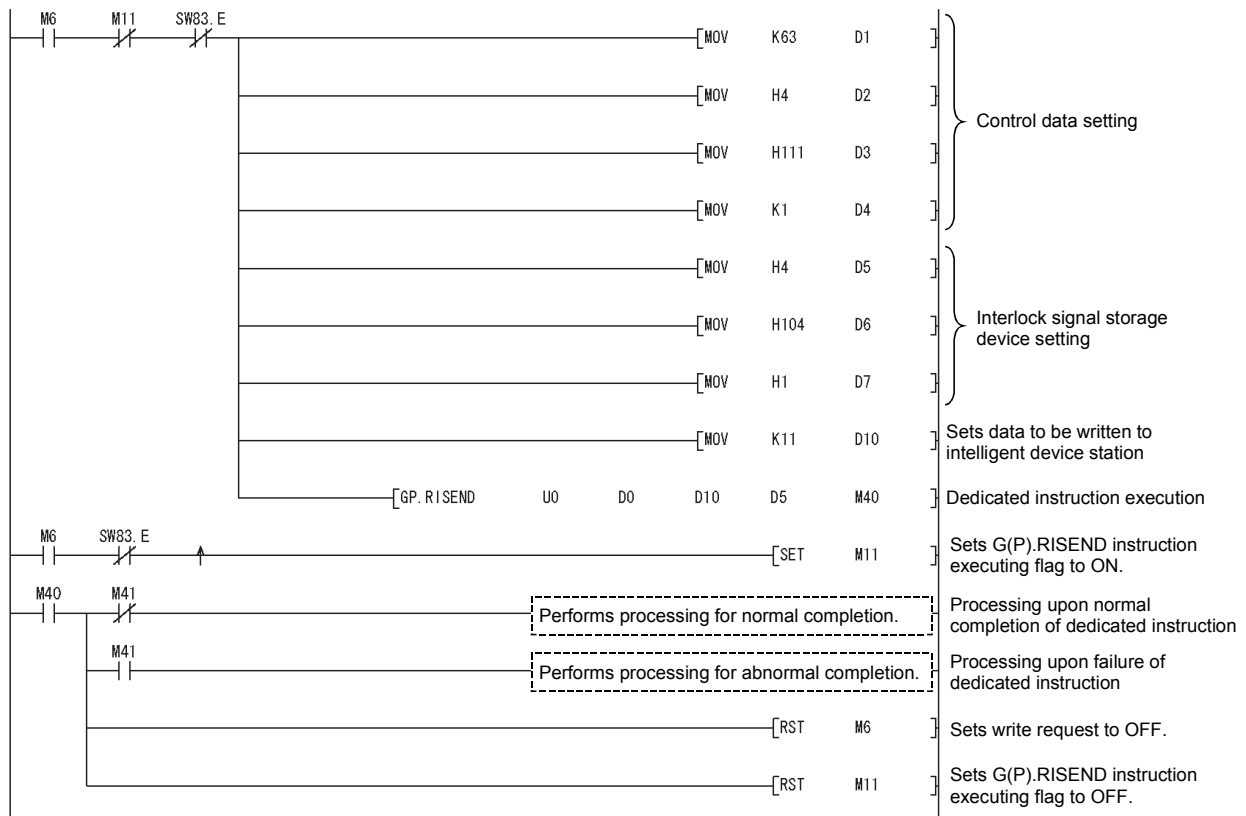 M6 M11 SW83.E
[MOV K63 D1 ]
[MOV H4 D2 ]
[MOV H111 D3 ]
[MOV K1 D4 ]
Control data setting
[MOV H4 D5 ]
[MOV H104 D6 ]
[MOV H1 D7 ]
Interlock signal storage
device setting
[MOV K11 D10 ]
Sets data to be written to
intelligent device station
[GP.RISEND U0 D0 D10 D5 M40 ]
Dedicated instruction execution
M6 SW83.E
[SET M11 ]
Sets G(P).RISEND instruction
executing flag to ON.
M40 M41
Performs processing for normal completion.
Processing upon normal
completion of dedicated instruction
M41
Performs processing for abnormal completion.
Processing upon failure of
dedicated instruction
[RST M6 ]
Sets write request to OFF.
[RST M11 ]
Sets G(P).RISEND instruction
executing flag to OFF.